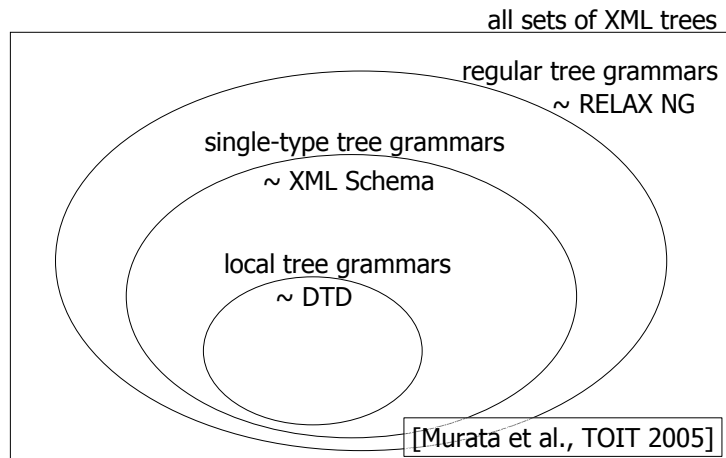 all sets of XML trees
regular tree grammars
~ RELAX NG
single-type tree grammars
~ XML Schema
local tree grammars
~ DTD
[Murata et al., TOIT 2005]